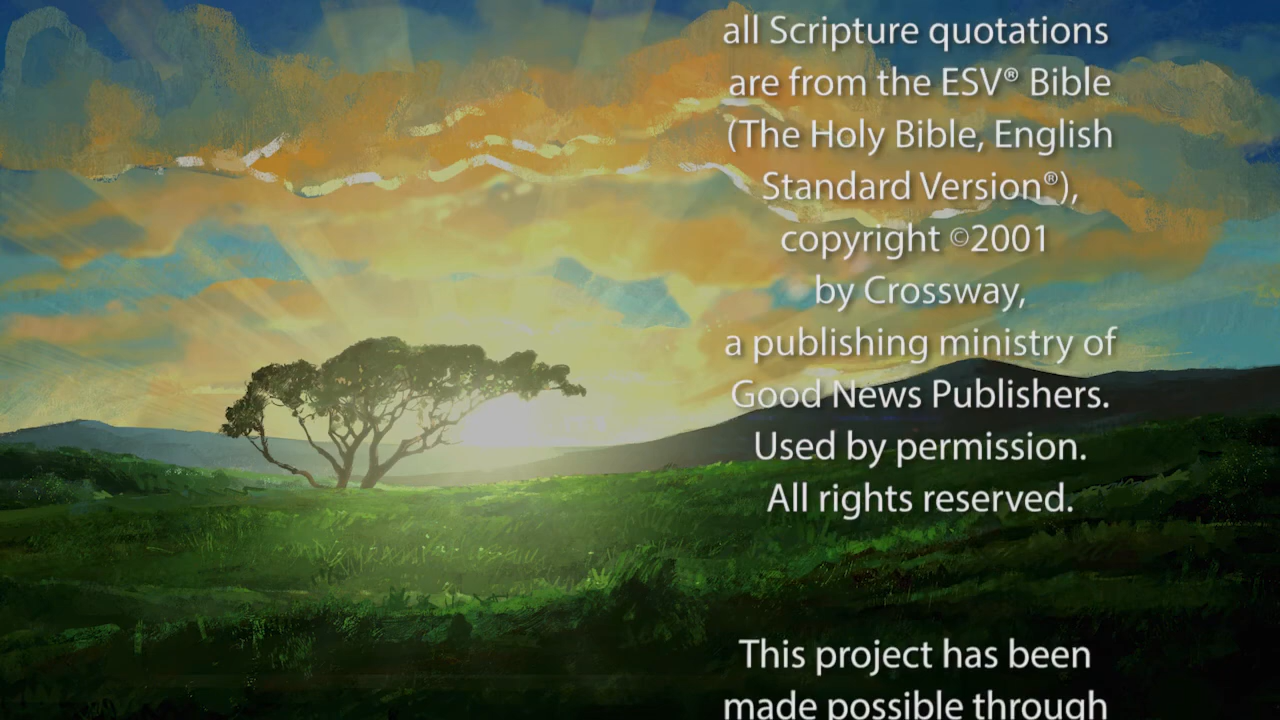 all Scripture quotations
are from the ESV® Bible
(The Holy Bible, English
Standard Version®),
copyright ©2001
by Crossway,
a publishing ministry of
Good News Publishers.
Used by permission.
All rights reserved.
This project has been
made possible through